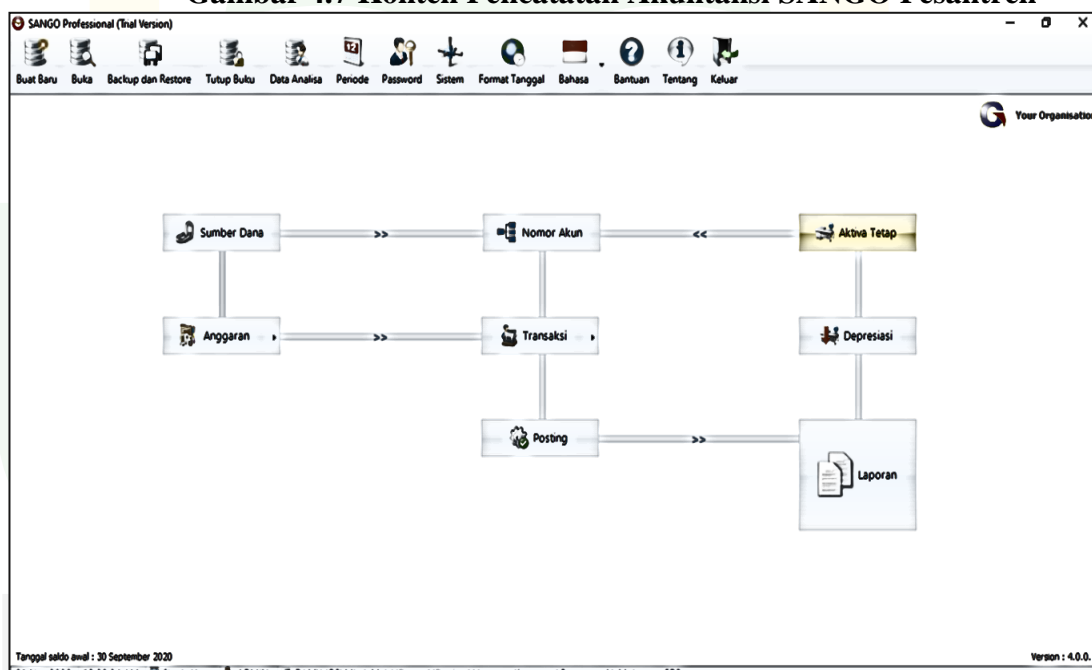 Gambar 4.7 Konten Pencatatan Akuntansi SANGO Pesantren
SANGO Professional (Trial Version)
Buat Baru Buka Backup dan Restore Tutup Buku Data Analisa Periode Password Sistem Format Tanggal Bahasa Bantuan Tentang Keluar
Your Organisation
Sumber Dana >> Nomor Akun << Aktiva Tetap
Anggaran >> Transaksi Depresiasi
Posting >> Laporan
Tanggal saldo awal : 30 September 2020
Version : 4.0.0.